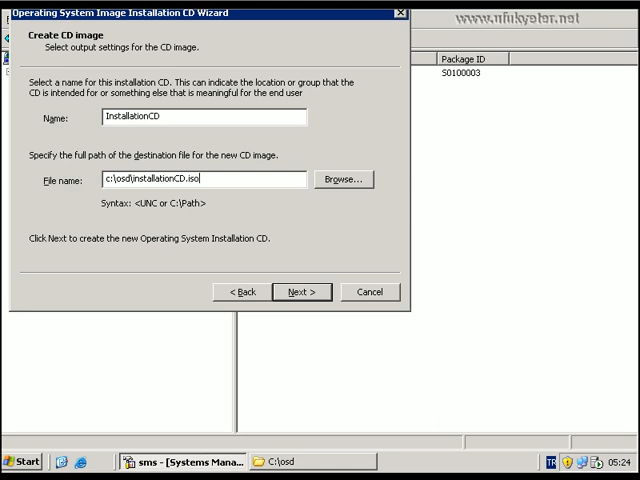 Operating System Image Installation CD Wizard
www.ufukyeter.net
Create CD image
Select output settings for the CD image.
Package ID
S0100003
Select a name for this installation CD. This can indicate the location or group that the
CD is intended for or something else that is meaningful for the end user
Name:
InstallationCD
Specify the full path of the destination file for the new CD image.
File name:
c:\osd\installationCD.iso
Browse...
Syntax: <UNC or C:\Path>
Click Next to create the new Operating System Installation CD.
< Back
Next >
Cancel
Start
sms - [Systems Mana...
C:\osd
TR
05:24